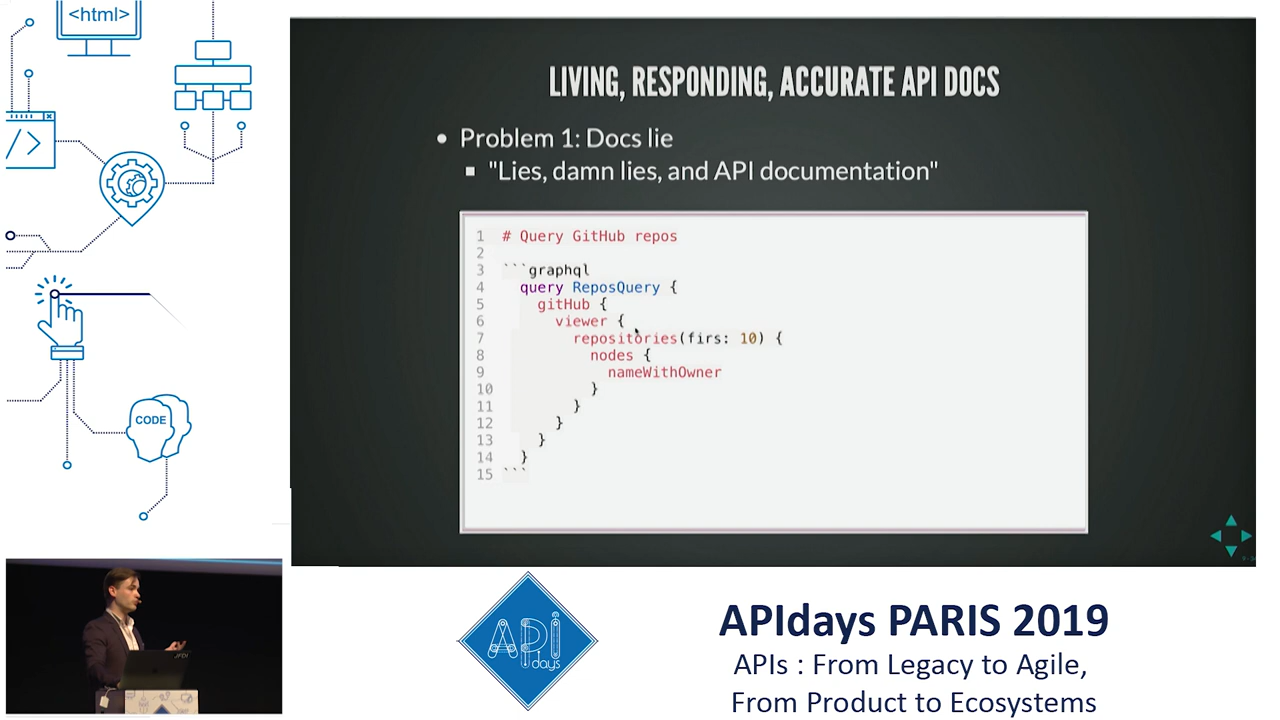 <html>
</>
CODE
LIVING, RESPONDING, ACCURATE API DOCS
• Problem 1: Docs lie
▪ "Lies, damn lies, and API documentation"
1 # Query GitHub repos
2
3 ```graphql
4 query ReposQuery {
5 gitHub {
6 viewer {
7 repositories(firs: 10) {
8 nodes {
9 nameWithOwner
10 }
11 }
12 }
13 }
14 }
15 ```
API
days
APIdays PARIS 2019
APIs : From Legacy to Agile,
From Product to Ecosystems